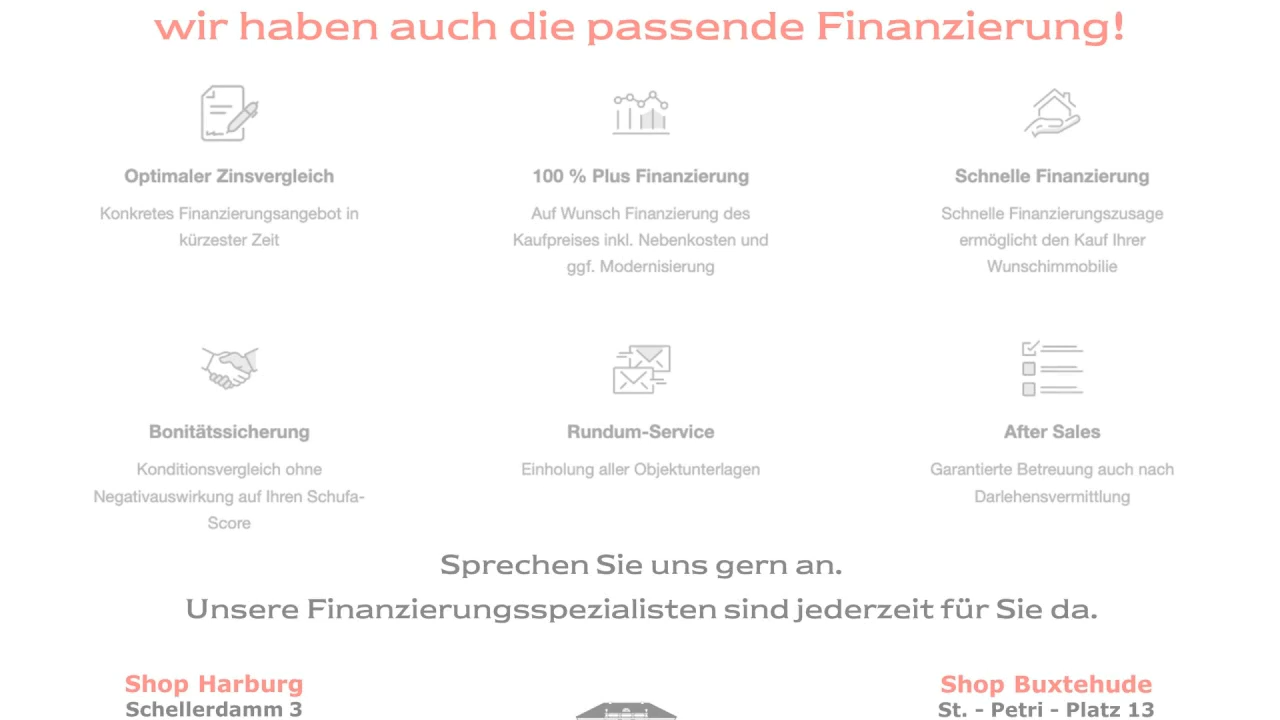 wir haben auch die passende Finanzierung!
Optimaler Zinsvergleich
Konkretes Finanzierungsangebot in
kürzester Zeit
100 % Plus Finanzierung
Auf Wunsch Finanzierung des
Kaufpreises inkl. Nebenkosten und
ggf. Modernisierung
Schnelle Finanzierung
Schnelle Finanzierungszusage
ermöglicht den Kauf Ihrer
Wunschimmobilie
Bonitätssicherung
Konditionsvergleich ohne
Negativauswirkung auf Ihren Schufa-
Score
Rundum-Service
Einholung aller Objektunterlagen
After Sales
Garantierte Betreuung auch nach
Darlehensvermittlung
Sprechen Sie uns gern an.
Unsere Finanzierungsspezialisten sind jederzeit für Sie da.
Shop Harburg
Schellerdamm 3
Shop Buxtehude
St. - Petri - Platz 13